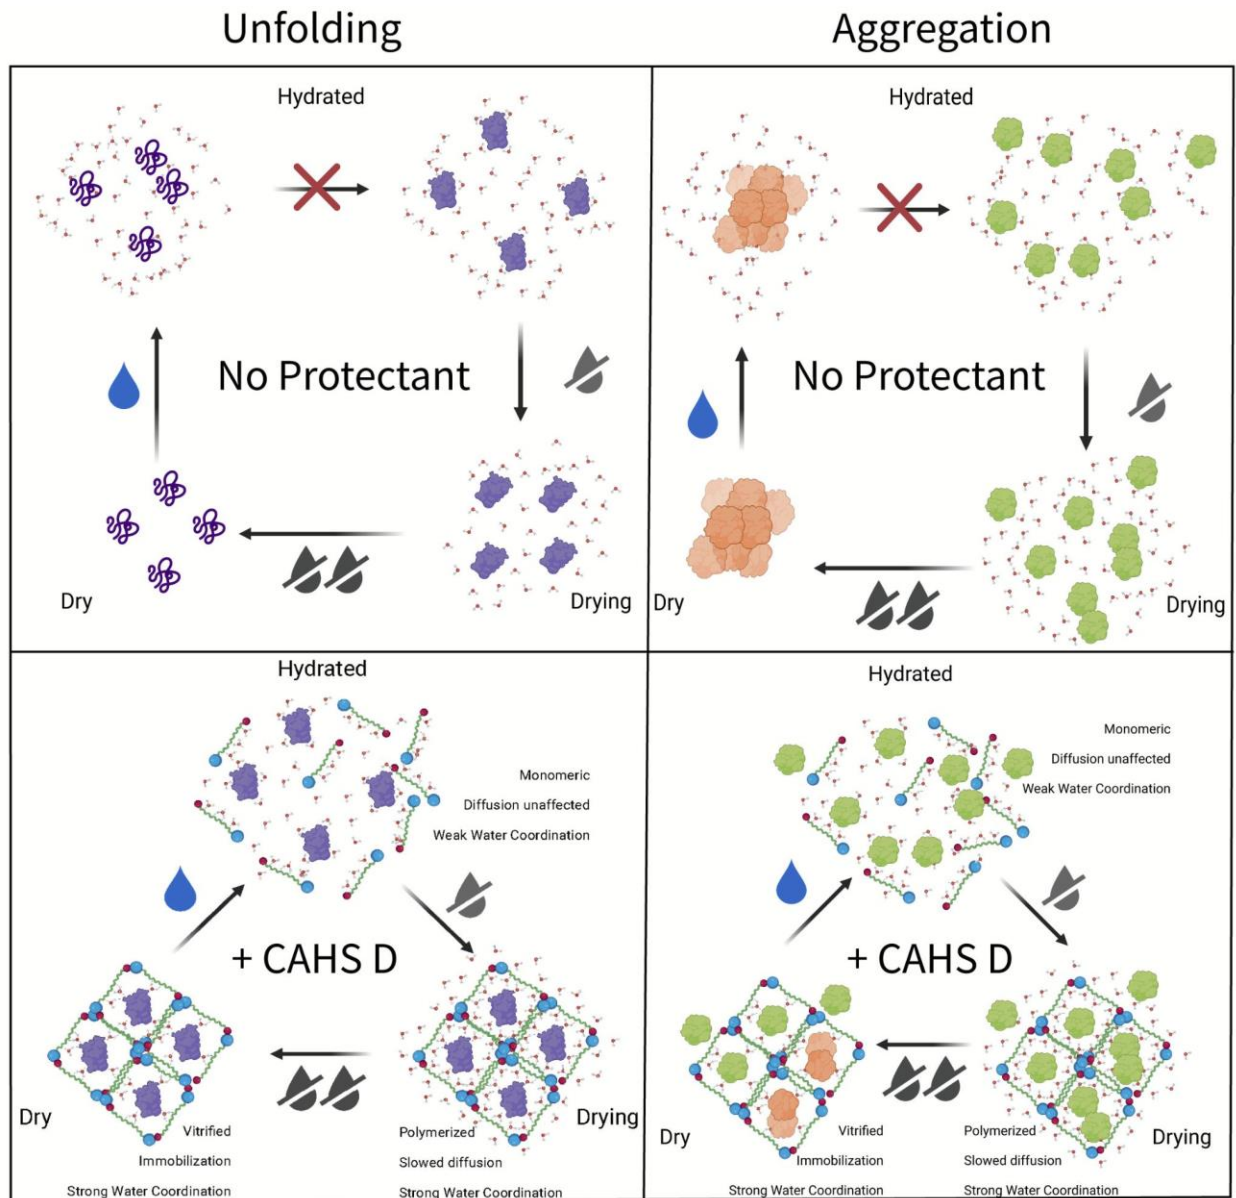 Unfolding
Aggregation
Hydrated
No Protectant
Dry
Drying
Hydrated
No Protectant
Dry
Drying
Hydrated
Monomeric
Diffusion unaffected
Weak Water Coordination
+ CAHS D
Dry
Vitrified
Immobilization
Strong Water Coordination
Polymerized
Slowed diffusion
Strong Water Coordination
Drying
Hydrated
Monomeric
Diffusion unaffected
Weak Water Coordination
+ CAHS D
Dry
Vitrified
Immobilization
Strong Water Coordination
Polymerized
Slowed diffusion
Strong Water Coordination
Drying